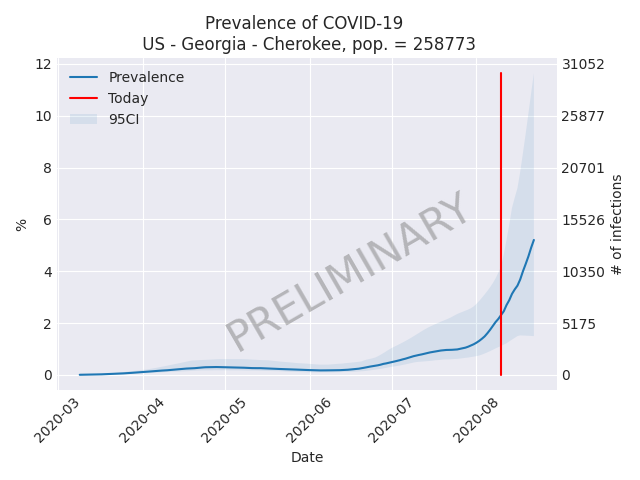 Prevalence of COVID-19
US - Georgia - Cherokee, pop. = 258773
12
10
8
6
4
2
0
%
31052
25877
20701
15526
10350
5175
0
# of infections
Prevalence
Today
95CI
PRELIMINARY
2020-03
2020-04
2020-05
2020-06
2020-07
2020-08
Date